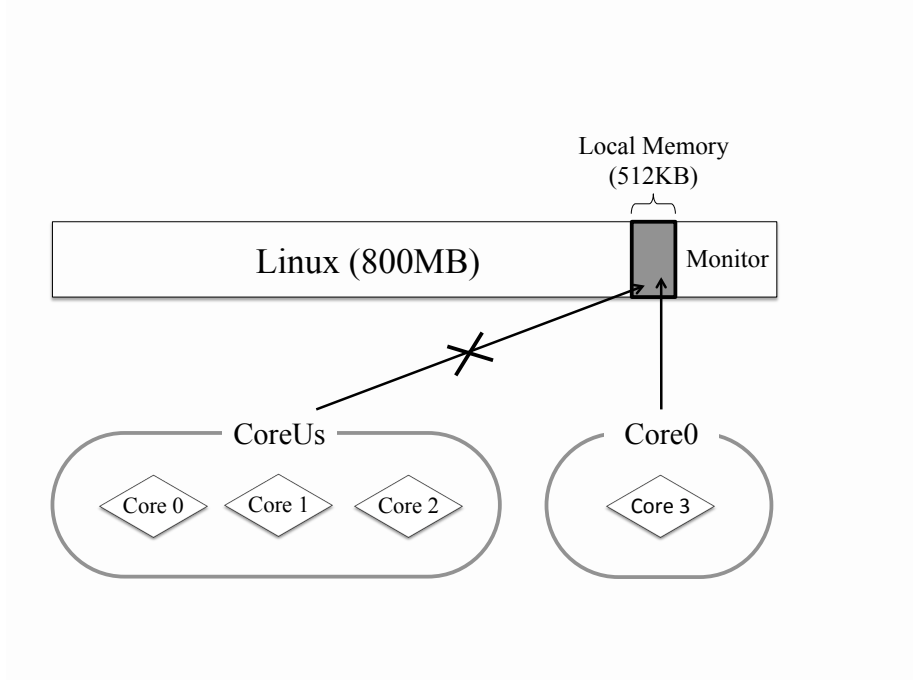 Local Memory
(512KB)
Linux (800MB)
Monitor
CoreUs
Core0
Core 0
Core 1
Core 2
Core 3